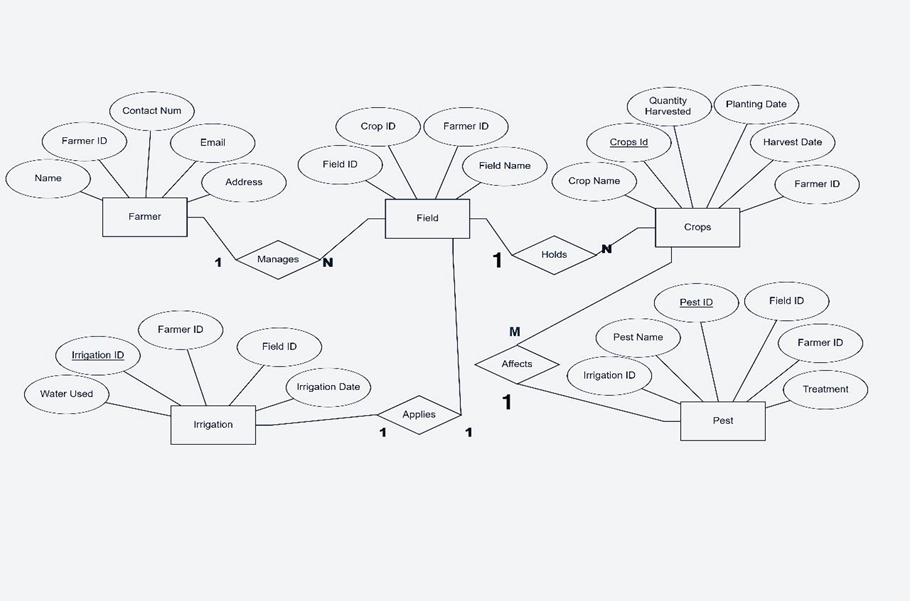 Contact Num
Farmer ID
Email
Name
Address
Farmer
Crop ID
Farmer ID
Field ID
Field Name
Field
Quantity
Harvested
Planting Date
Crops Id
Harvest Date
Crop Name
Farmer ID
Crops
1
Manages
N
1
Holds
N
Farmer ID
Irrigation ID
Field ID
Water Used
Irrigation Date
Irrigation
1
Applies
1
M
Affects
1
Pest ID
Field ID
Pest Name
Farmer ID
Irrigation ID
Treatment
Pest